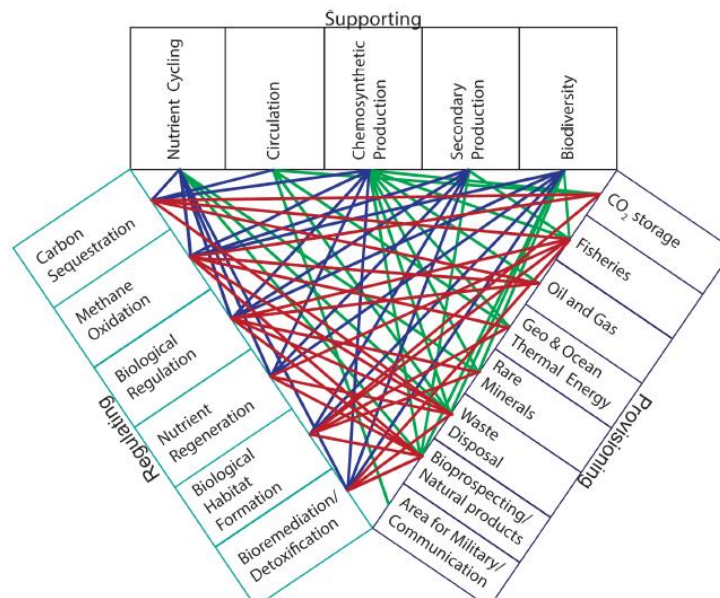 Supporting
Nutrient Cycling
Circulation
Chemosynthetic
Production
Secondary
Production
Biodiversity
Carbon
Sequestration
Methane
Oxidation
Biological
Regulation
Nutrient
Regeneration
Biological
Habitat
Formation
Bioremediation/
Detoxification
Regulating
CO₂ storage
Fisheries
Oil and Gas
Geo & Ocean
Thermal Energy
Rare
Minerals
Waste
Disposal
Bioprospecting/
Natural products
Area for Military/
Communication
Provisioning